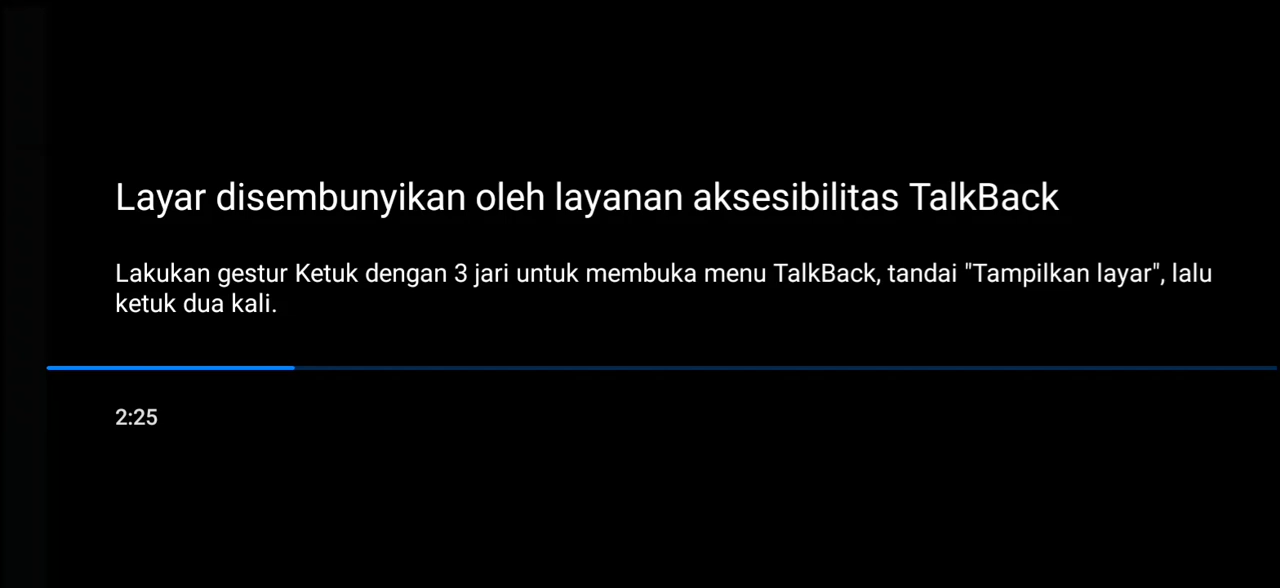 Layar disembunyikan oleh layanan aksesibilitas TalkBack
Lakukan gestur Ketuk dengan 3 jari untuk membuka menu TalkBack, tandai "Tampilkan layar", lalu
ketuk dua kali.
2:25